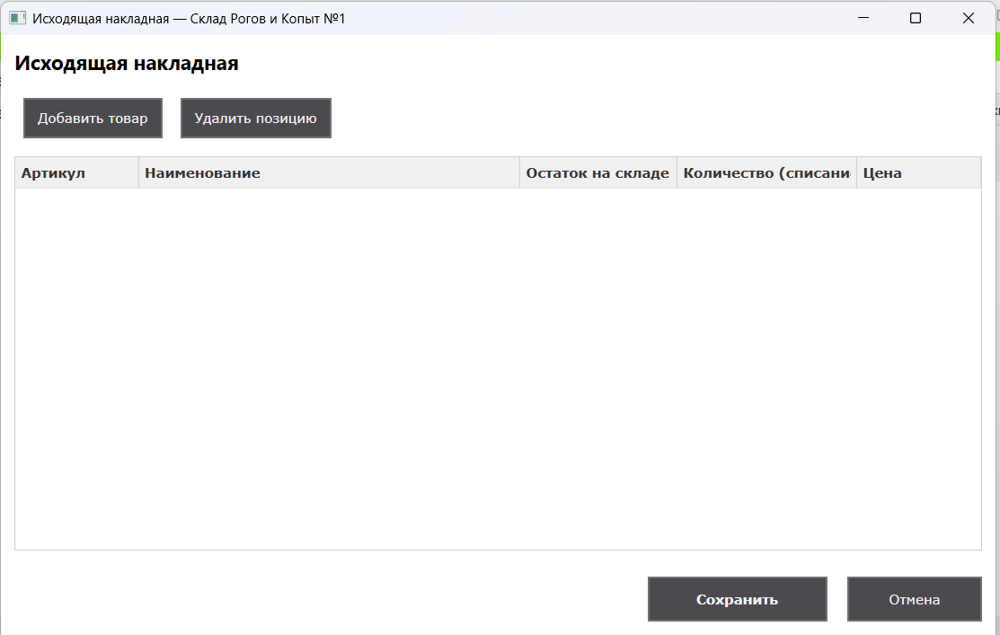 Исходящая накладная — Склад Рогов и Копыт №1
Исходящая накладная
Добавить товар Удалить позицию
Артикул Наименование Остаток на складе Количество (списани Цена
Сохранить Отмена